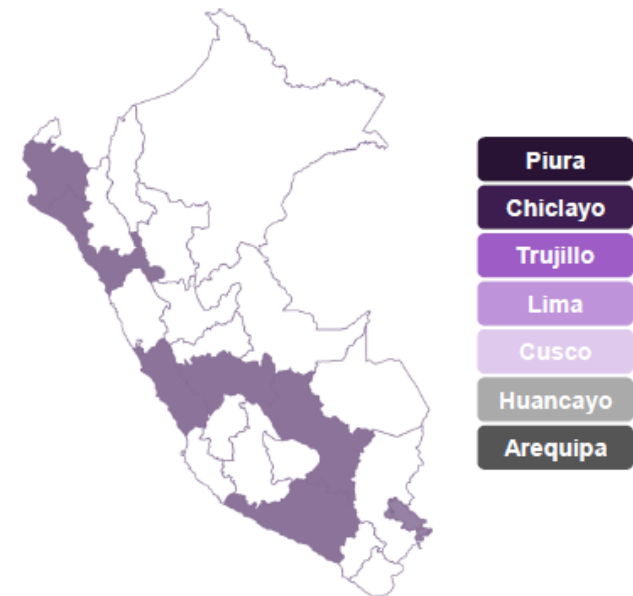 Piura
Chiclayo
Trujillo
Lima
Cusco
Huancayo
Arequipa